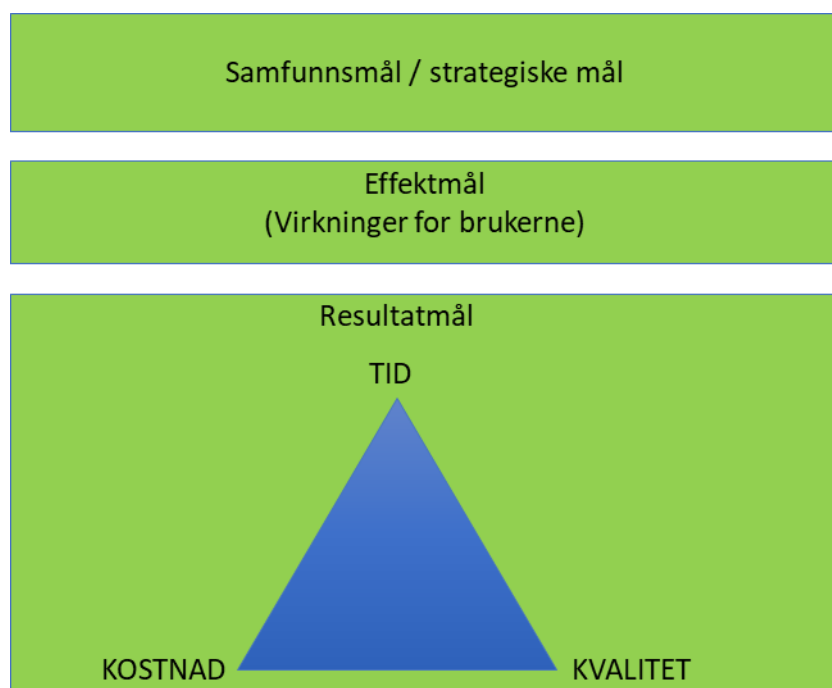 Samfunnsmål / strategiske mål
Effektmål
(Virkninger for brukerne)
Resultatmål
TID
KOSTNAD
KVALITET